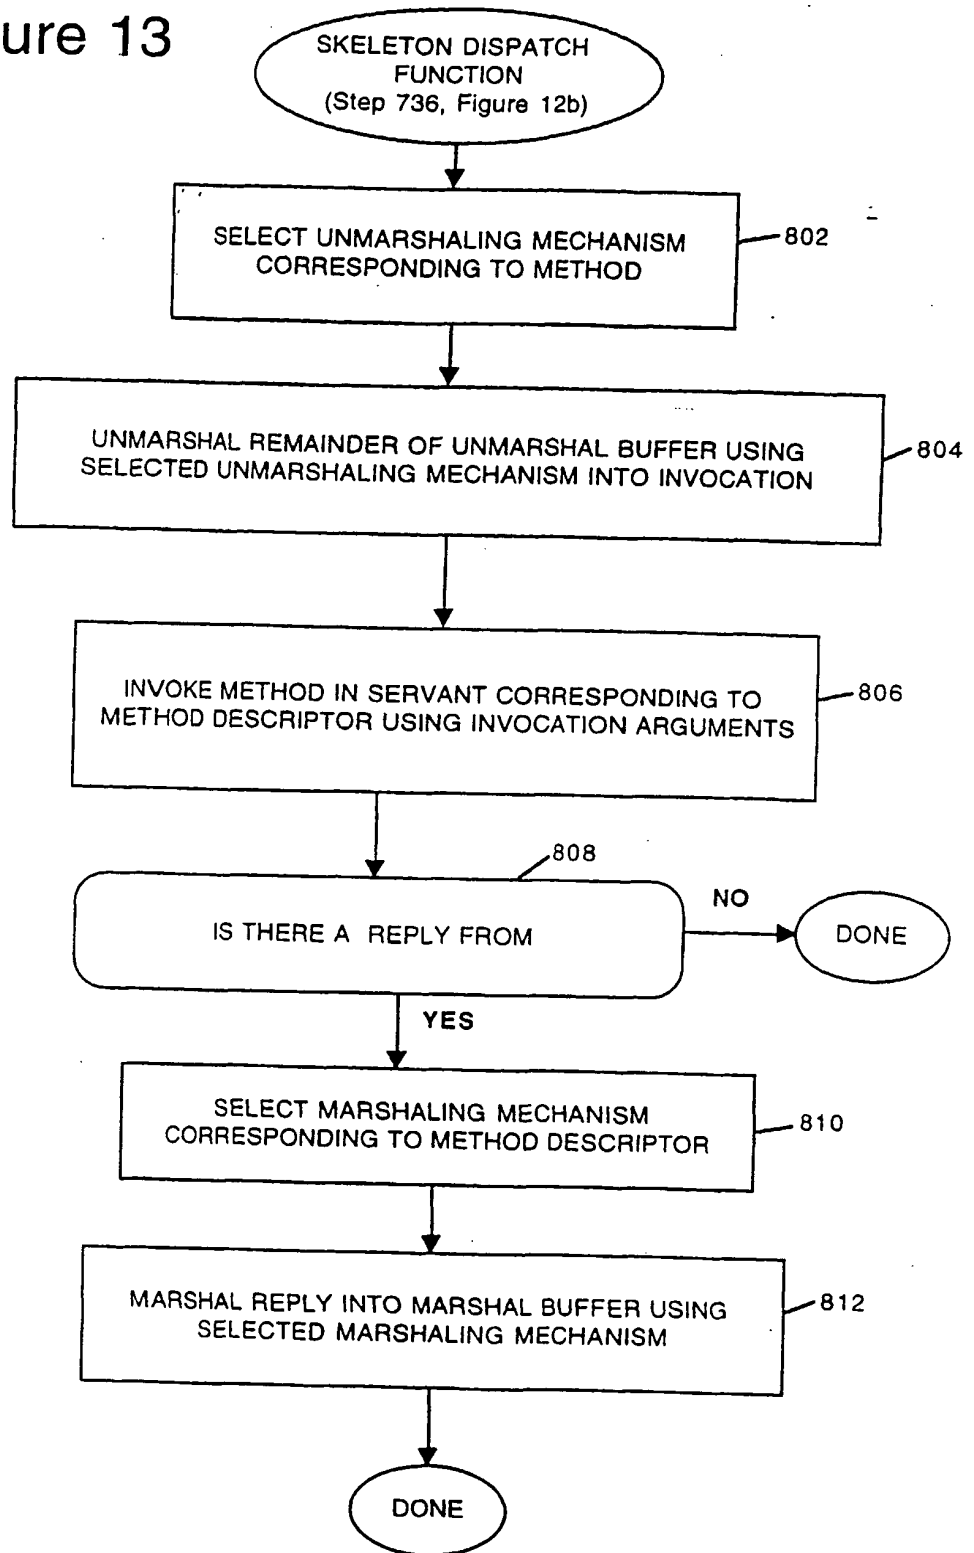 ure 13
SKELETON DISPATCH
FUNCTION
(Step 736, Figure 12b)
SELECT UNMARSHALING MECHANISM
CORRESPONDING TO METHOD
802
UNMARSHAL REMAINDER OF UNMARSHAL BUFFER USING
SELECTED UNMARSHALING MECHANISM INTO INVOCATION
804
INVOKE METHOD IN SERVANT CORRESPONDING TO
METHOD DESCRIPTOR USING INVOCATION ARGUMENTS
806
808
IS THERE A REPLY FROM
NO
DONE
YES
SELECT MARSHALING MECHANISM
CORRESPONDING TO METHOD DESCRIPTOR
810
MARSHAL REPLY INTO MARSHAL BUFFER USING
SELECTED MARSHALING MECHANISM
812
DONE